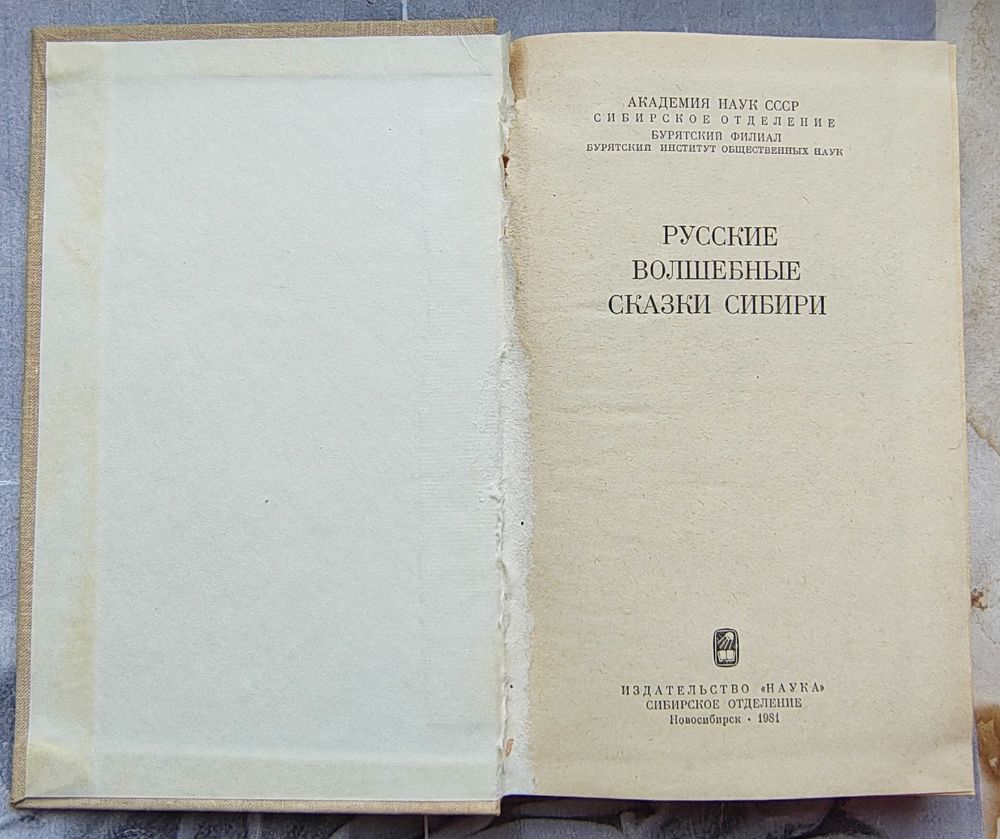 АКАДЕМИЯ НАУК СССР
СИБИРСКОЕ ОТДЕЛЕНИЕ
БУРЯТСКИЙ ФИЛИАЛ
БУРЯТСКИЙ ИНСТИТУТ ОБЩЕСТВЕННЫХ НАУК
РУССКИЕ
ВОЛШЕБНЫЕ
СКАЗКИ СИБИРИ
ИЗДАТЕЛЬСТВО «НАУКА»
СИБИРСКОЕ ОТДЕЛЕНИЕ
Новосибирск · 1981